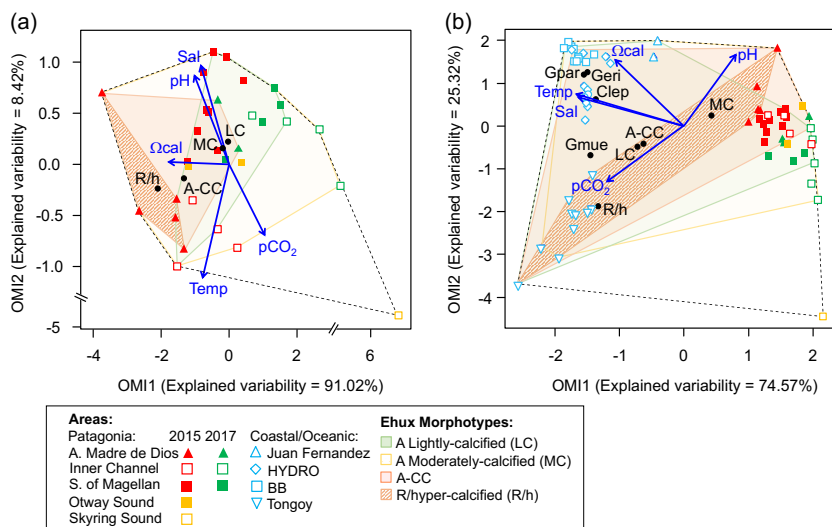 (a)
OMI2 (Explained variability = 8.42%)
1.0
0.5
0.0
-0.5
-1.0
-5
Sal
pH
LC
MC
Ωcal
R/h
A-CC
pCO2
Temp
-4
-2
0
2
6
OMI1 (Explained variability = 91.02%)
(b)
OMI2 (Explained variability = 25.32%)
2
1
0
-1
-2
-3
-4
Ωcal
pH
Gpar
Geri
Clep
Temp
Sal
MC
A-CC
LC
Gmue
pCO2
R/h
-2
-1
0
1
2
OMI1 (Explained variability = 74.57%)
Areas:
Patagonia: 2015 2017 Coastal/Oceanic:
A. Madre de Dios
Inner Channel
S. of Magellan
Otway Sound
Skyring Sound
Juan Fernandez
HYDRO
BB
Tongoy
Ehux Morphotypes:
A Lightly-calcified (LC)
A Moderately-calcified (MC)
A-CC
R/hyper-calcified (R/h)